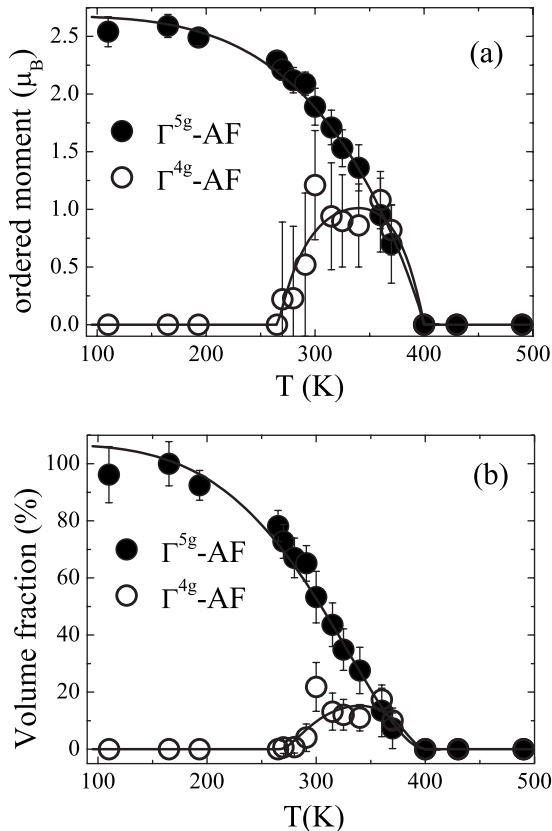 (a)
ordered moment (μB)
2.5
2.0
1.5
1.0
0.5
0.0
Γ5g-AF
Γ4g-AF
100 200 300 400 500
T (K)
(b)
Volume fraction (%)
100
80
60
40
20
0
Γ5g-AF
Γ4g-AF
100 200 300 400 500
T(K)